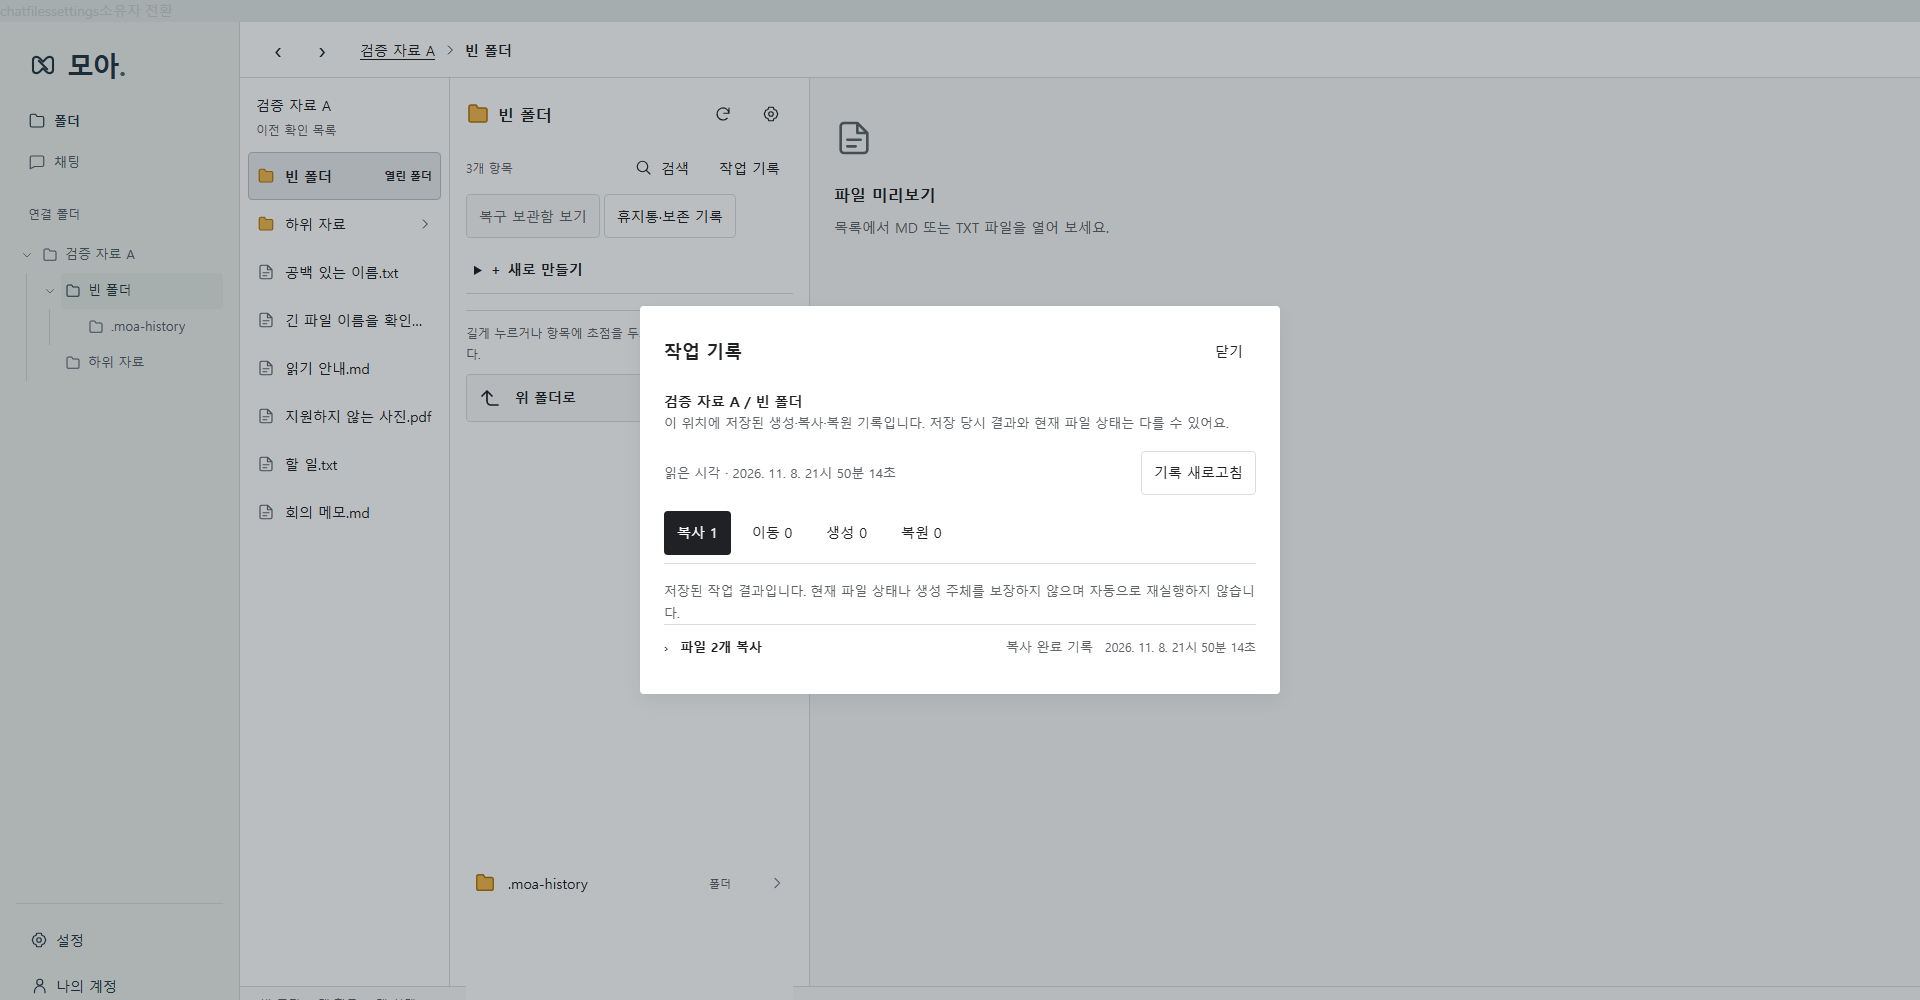 chatfilessettings소유자 전환
모아.
폴더
채팅
연결 폴더
검증 자료 A
빈 폴더
.moa-history
하위 자료
설정
나의 계정
‹ › 검증 자료 A > 빈 폴더
검증 자료 A
이전 확인 목록
빈 폴더 열린 폴더
하위 자료
공백 있는 이름.txt
긴 파일 이름을 확인...
읽기 안내.md
지원하지 않는 사진.pdf
할 일.txt
회의 메모.md
빈 폴더
3개 항목 검색 작업 기록
복구 보관함 보기 휴지통·보존 기록
▶ + 새로 만들기
길게 누르거나 항목에 초점을 두
다.
위 폴더로
.moa-history 폴더
파일 미리보기
목록에서 MD 또는 TXT 파일을 열어 보세요.
작업 기록 닫기
검증 자료 A / 빈 폴더
이 위치에 저장된 생성·복사·복원 기록입니다. 저장 당시 결과와 현재 파일 상태는 다를 수 있어요.
읽은 시각 · 2026. 11. 8. 21시 50분 14초 기록 새로고침
복사 1 이동 0 생성 0 복원 0
저장된 작업 결과입니다. 현재 파일 상태나 생성 주체를 보장하지 않으며 자동으로 재실행하지 않습니
다.
› 파일 2개 복사 복사 완료 기록 2026. 11. 8. 21시 50분 14초